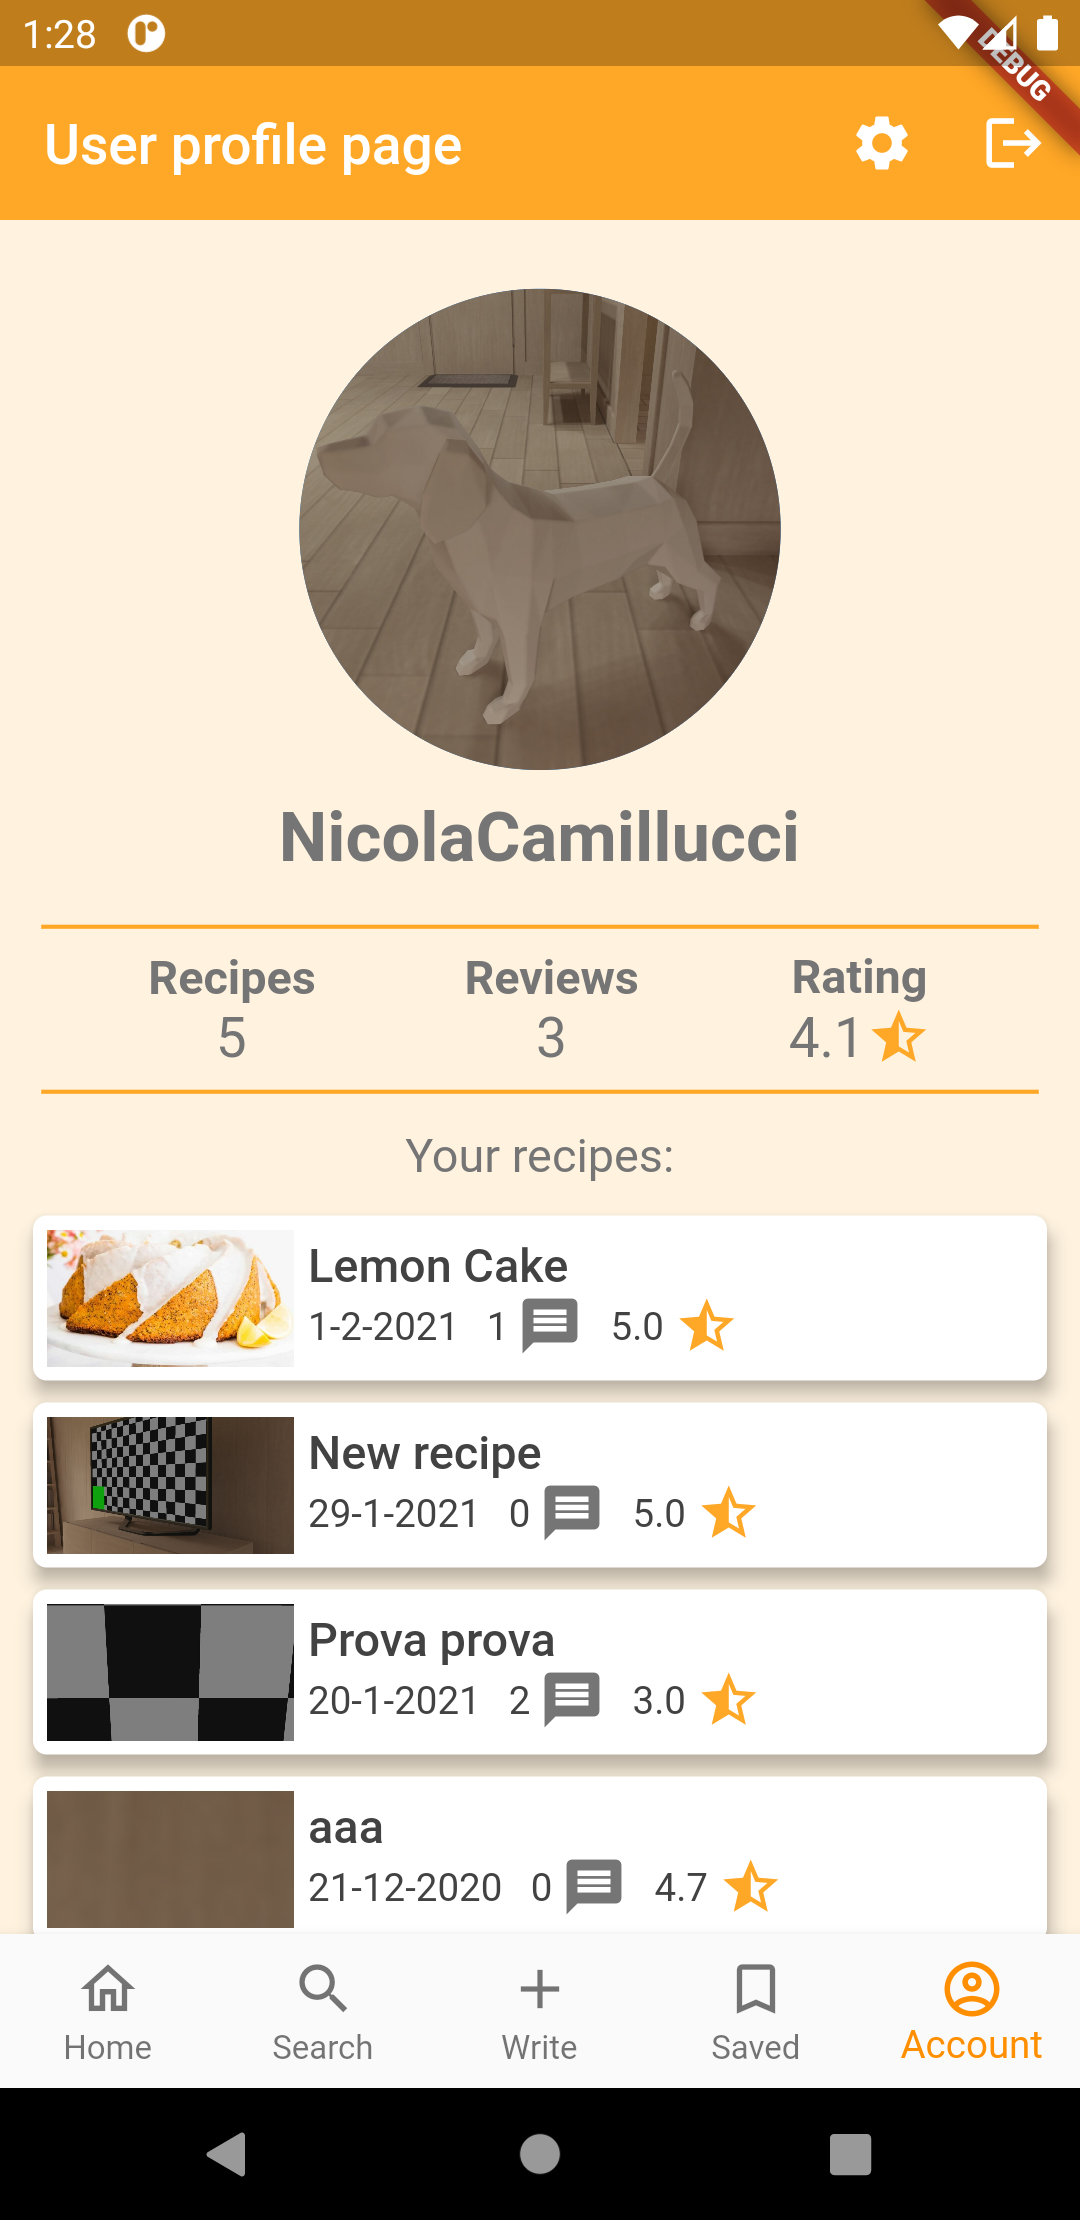 1:28
DEBUG
User profile page
NicolaCamillucci
Recipes Reviews Rating
5 3 4.1
Your recipes:
Lemon Cake
1-2-2021 1 5.0
New recipe
29-1-2021 0 5.0
Prova prova
20-1-2021 2 3.0
aaa
21-12-2020 0 4.7
Home Search Write Saved Account